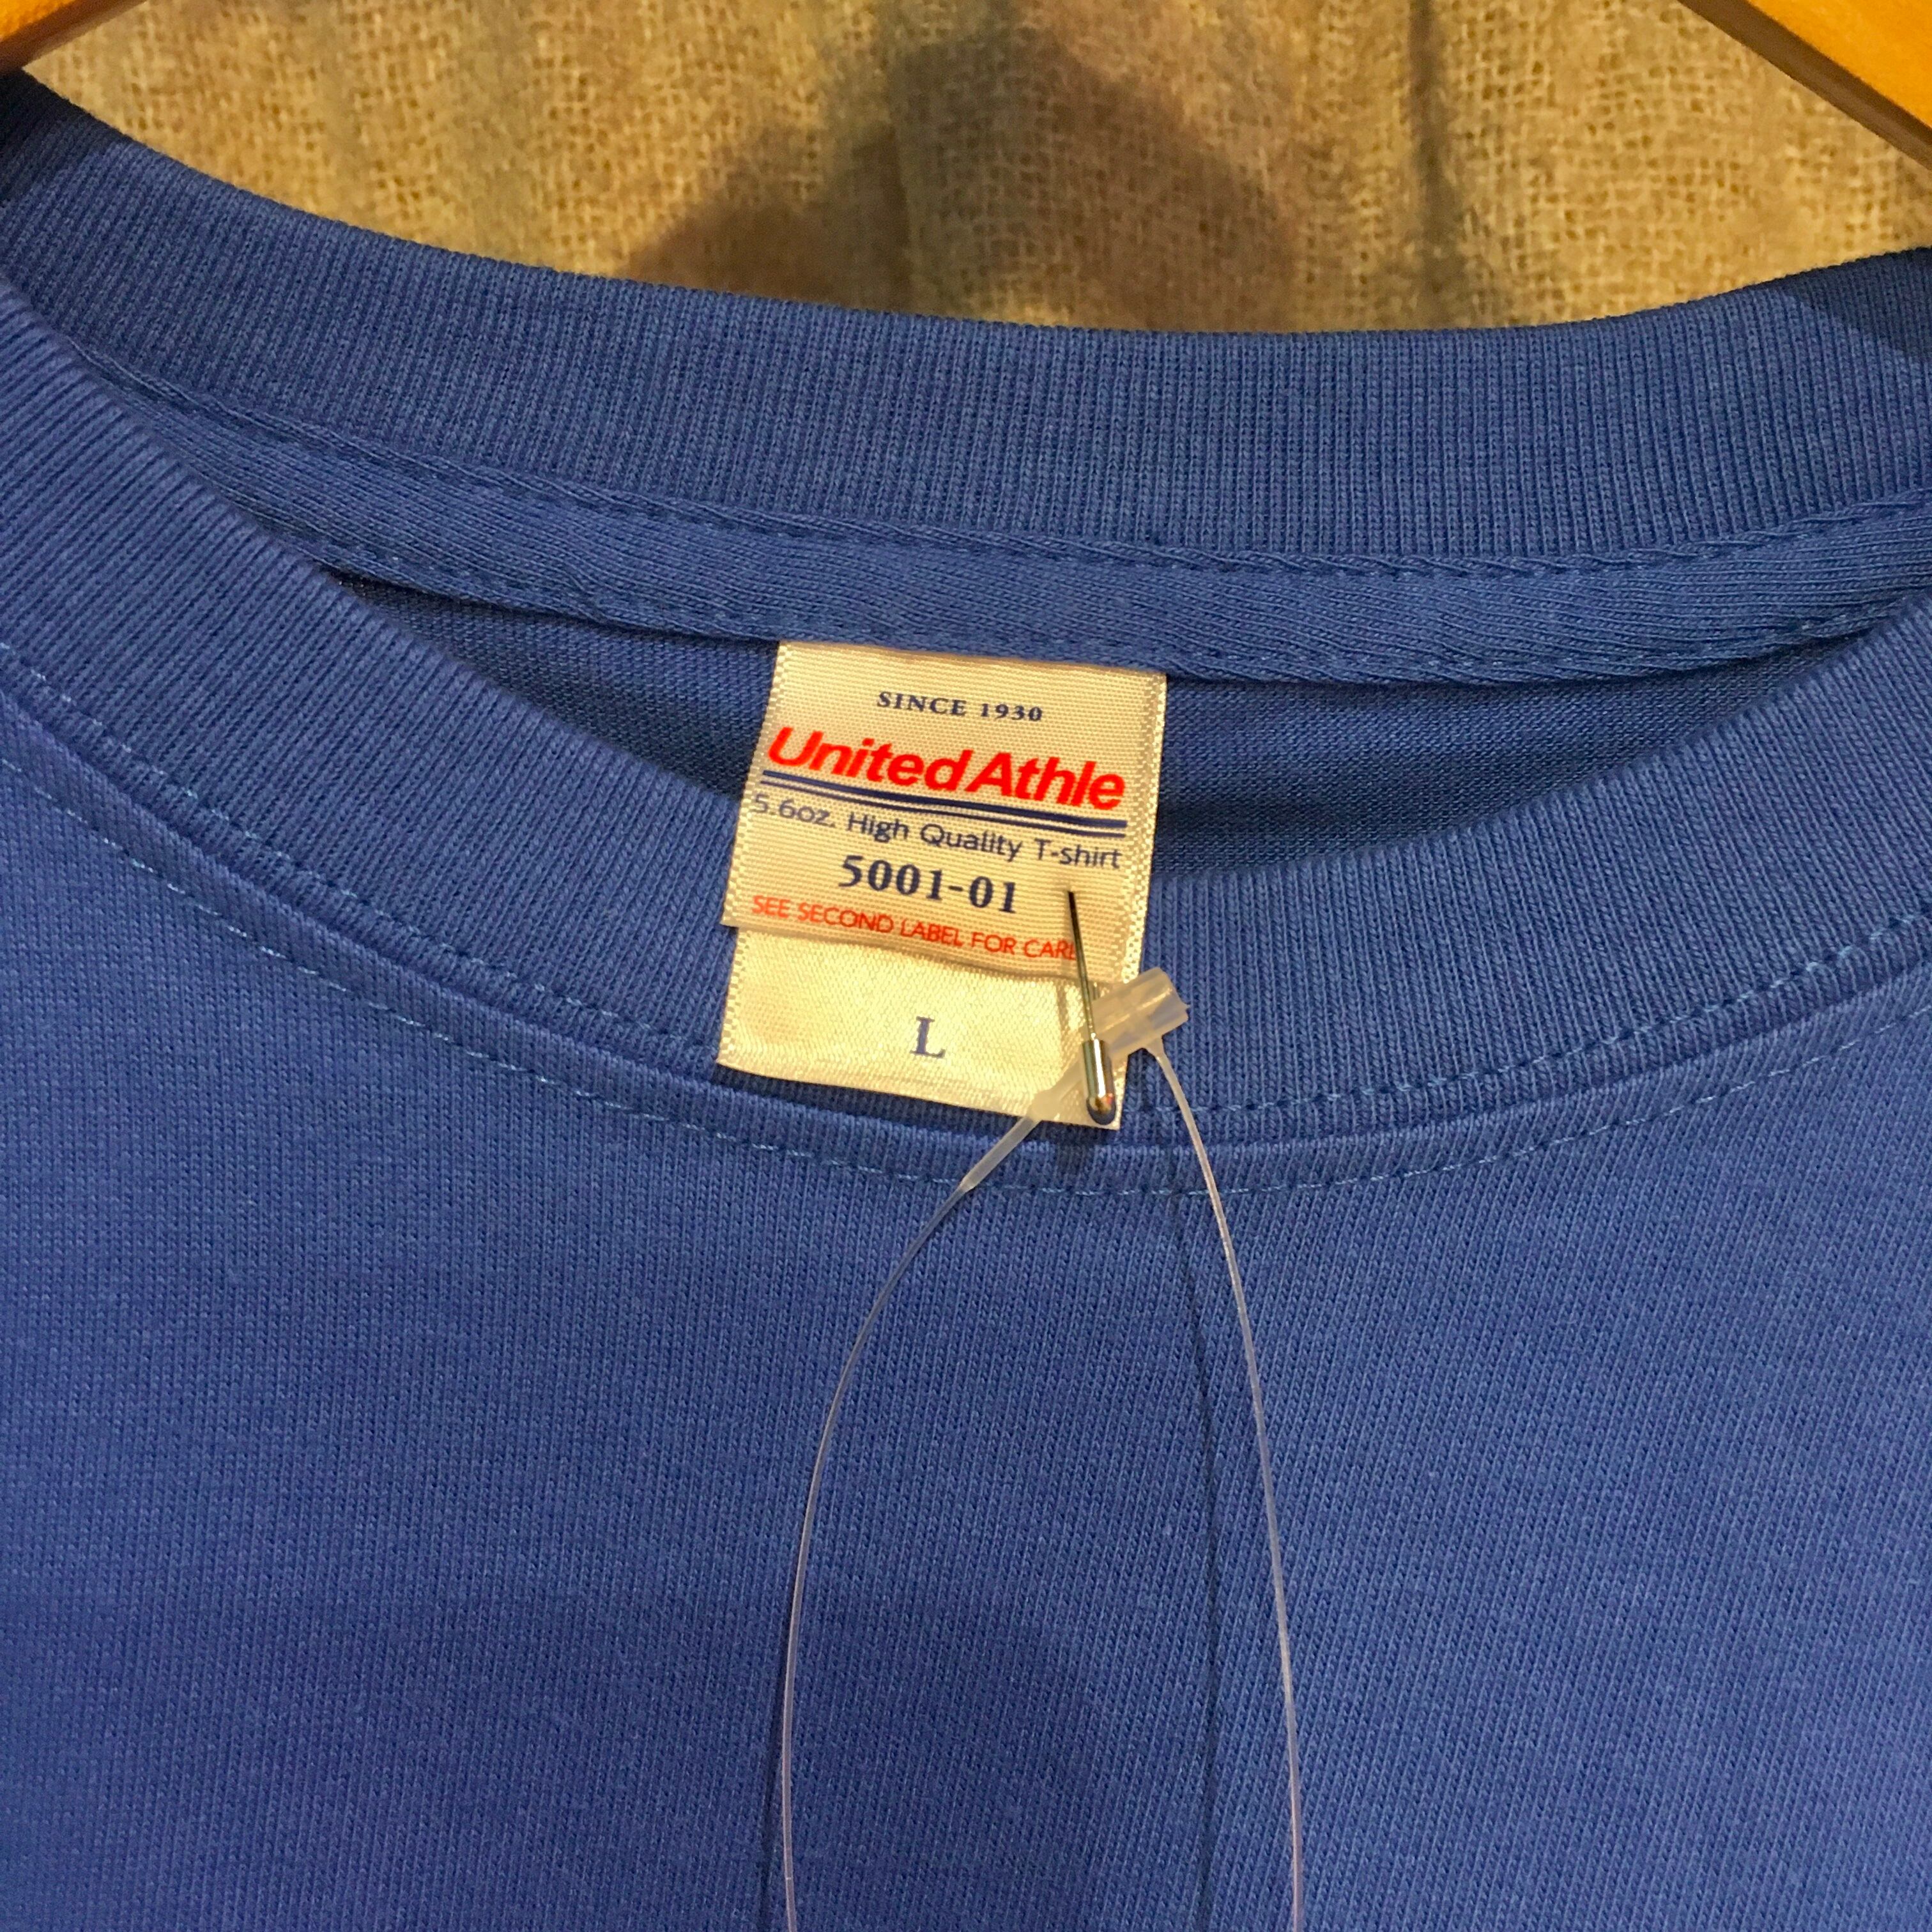 SINCE 1930
United Athle
5.6oz. High Quality T-shirt
5001-01
SEE SECOND LABEL FOR CARE
L